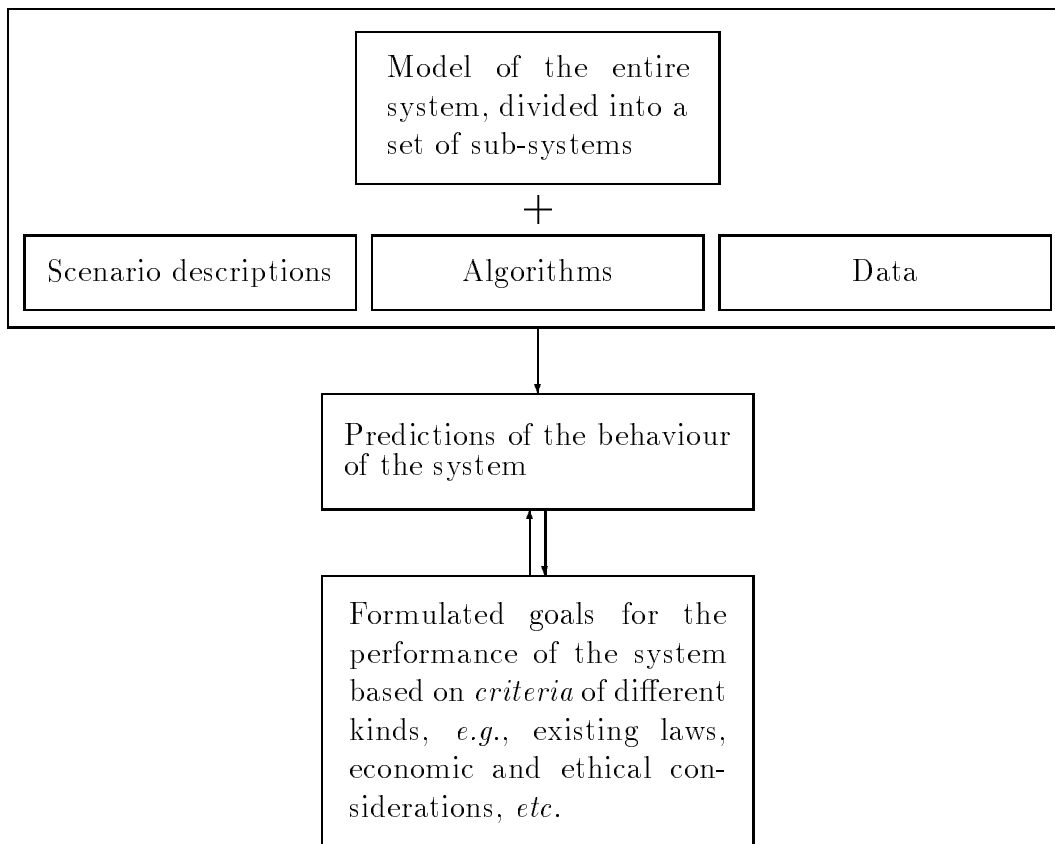 Model of the entire
system, divided into a
set of sub-systems
+
Scenario descriptions
Algorithms
Data
Predictions of the behaviour
of the system
Formulated goals for the
performance of the system
based on criteria of different
kinds, e.g., existing laws,
economic and ethical con-
siderations, etc.